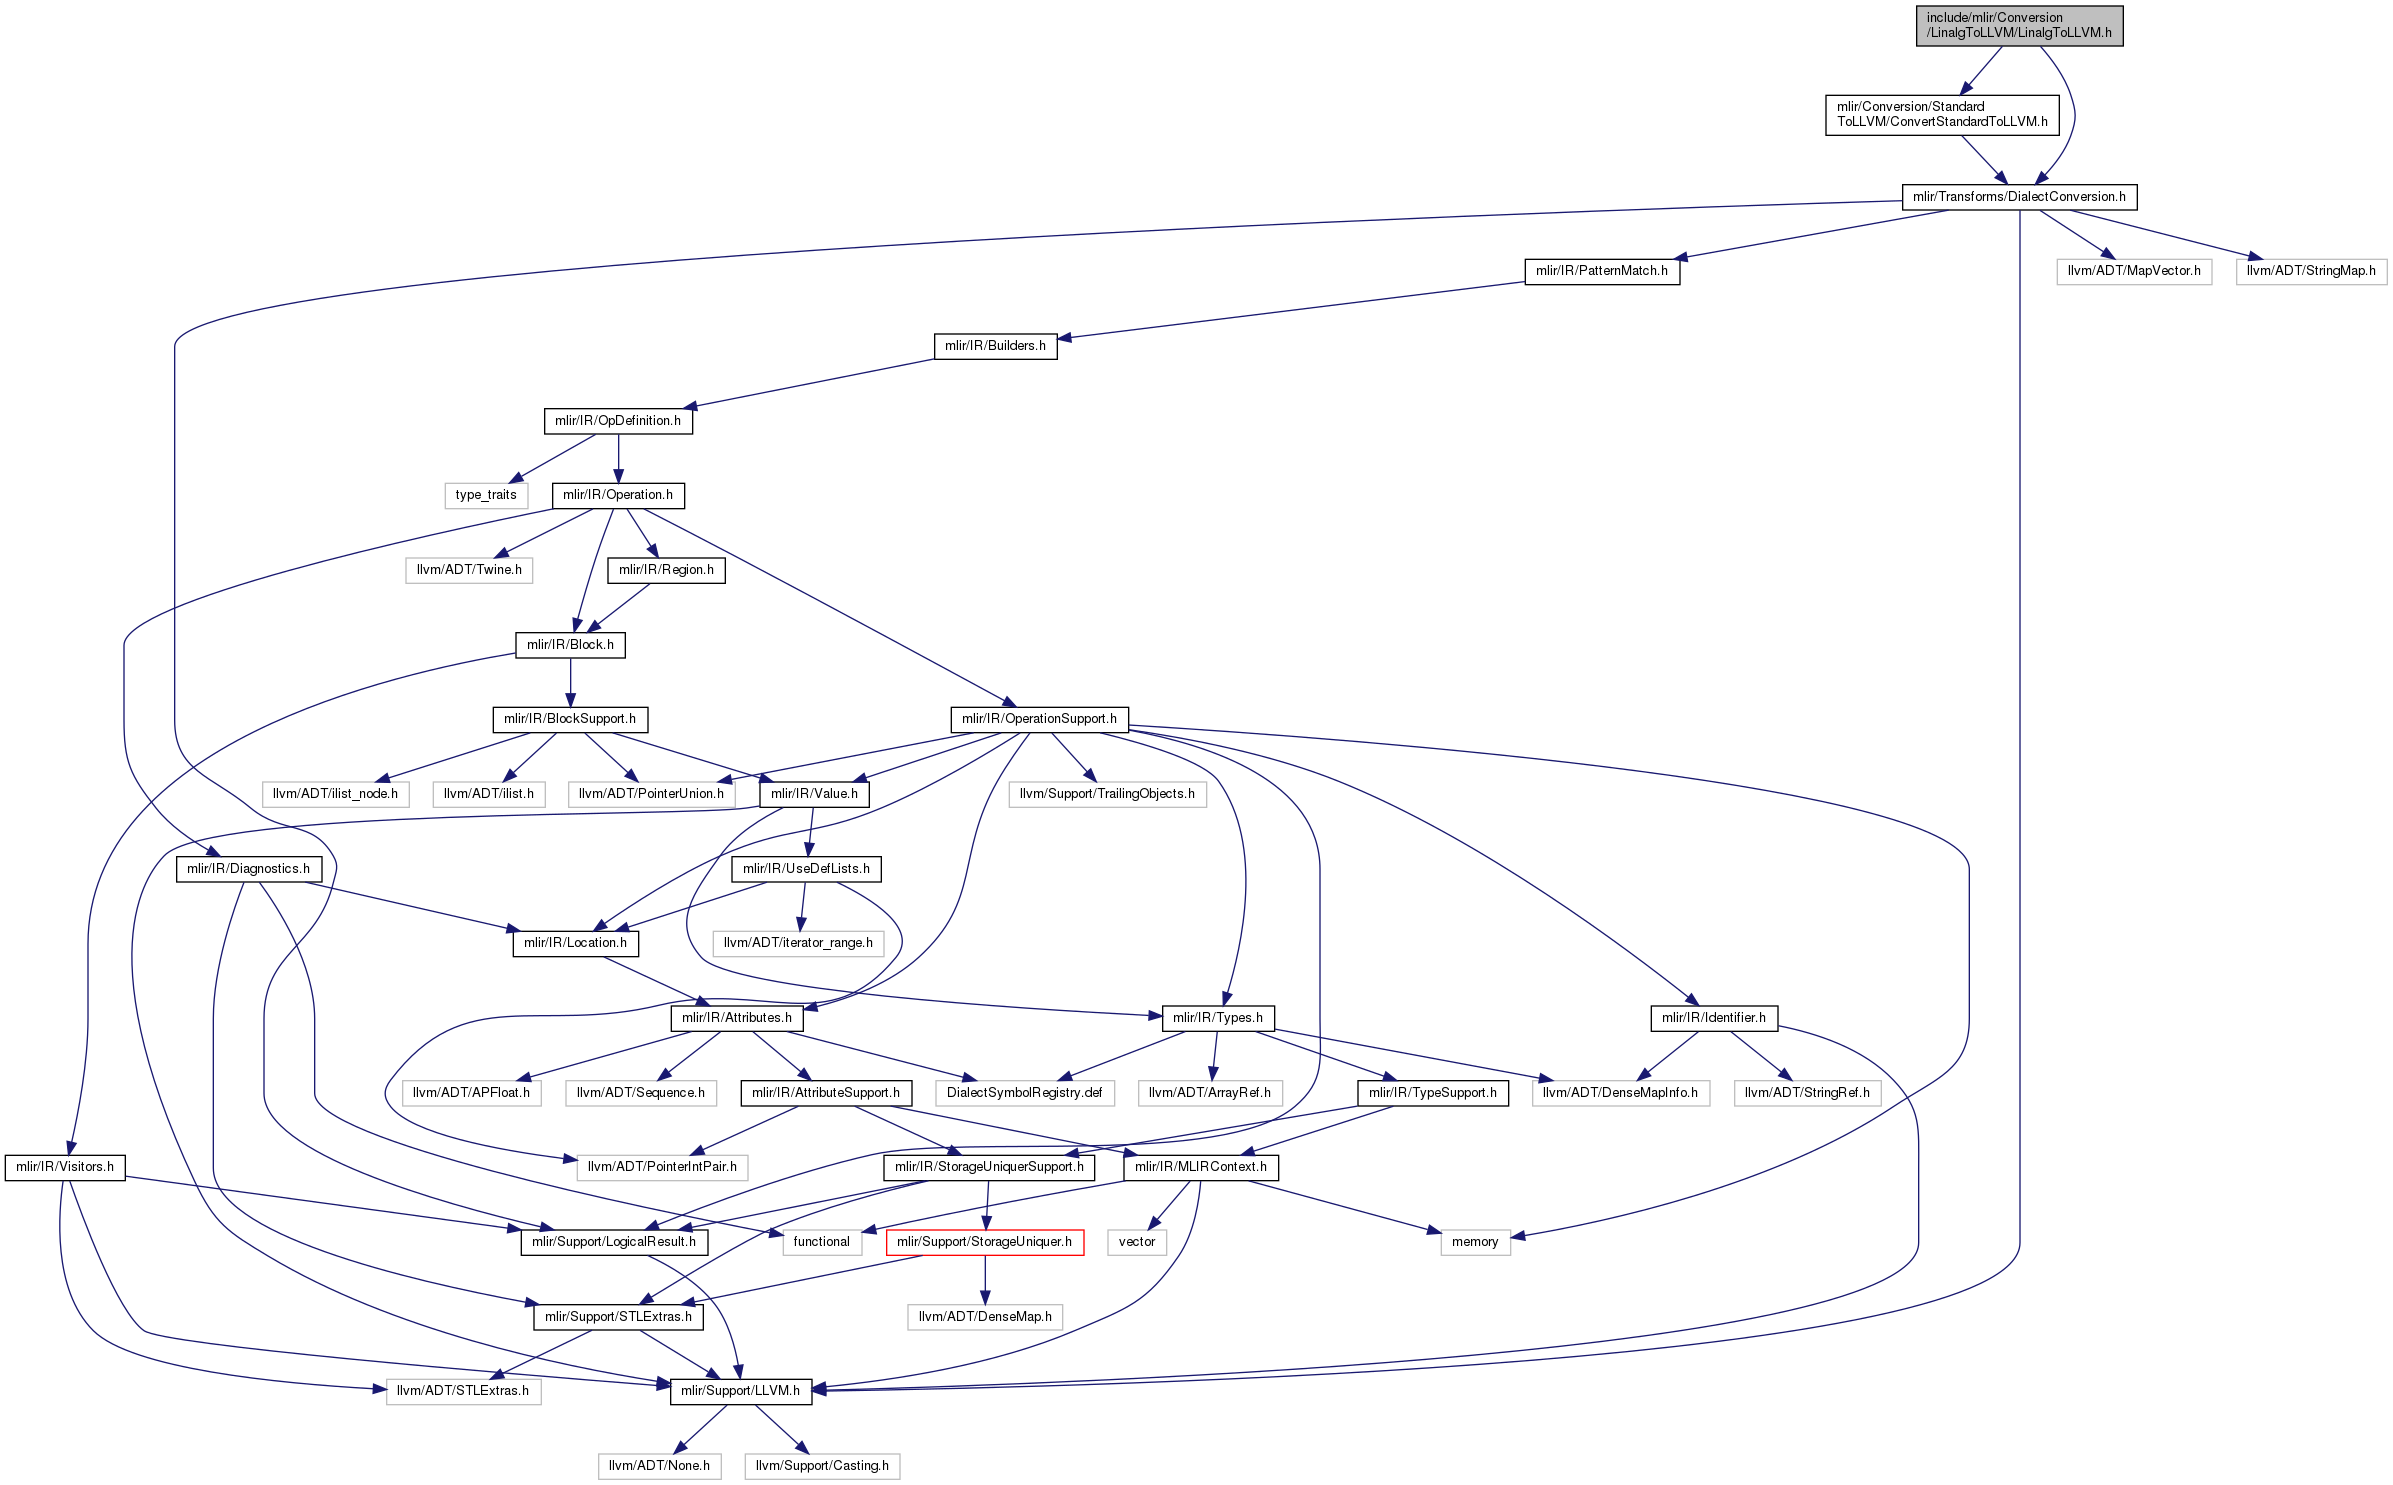 include/mlir/Conversion
/LinalgToLLVM/LinalgToLLVM.h
mlir/Conversion/Standard
ToLLVM/ConvertStandardToLLVM.h
mlir/Transforms/DialectConversion.h
mlir/IR/PatternMatch.h
llvm/ADT/MapVector.h
llvm/ADT/StringMap.h
mlir/IR/Builders.h
mlir/IR/OpDefinition.h
type_traits
mlir/IR/Operation.h
llvm/ADT/Twine.h
mlir/IR/Region.h
mlir/IR/Block.h
mlir/IR/BlockSupport.h
mlir/IR/OperationSupport.h
llvm/ADT/ilist_node.h
llvm/ADT/ilist.h
llvm/ADT/PointerUnion.h
mlir/IR/Value.h
llvm/Support/TrailingObjects.h
mlir/IR/Diagnostics.h
mlir/IR/UseDefLists.h
mlir/IR/Location.h
llvm/ADT/iterator_range.h
mlir/IR/Attributes.h
mlir/IR/Types.h
mlir/IR/Identifier.h
llvm/ADT/APFloat.h
llvm/ADT/Sequence.h
mlir/IR/AttributeSupport.h
DialectSymbolRegistry.def
llvm/ADT/ArrayRef.h
mlir/IR/TypeSupport.h
llvm/ADT/DenseMapInfo.h
llvm/ADT/StringRef.h
mlir/IR/Visitors.h
llvm/ADT/PointerIntPair.h
mlir/IR/StorageUniquerSupport.h
mlir/IR/MLIRContext.h
mlir/Support/LogicalResult.h
functional
mlir/Support/StorageUniquer.h
vector
memory
mlir/Support/STLExtras.h
llvm/ADT/DenseMap.h
llvm/ADT/STLExtras.h
mlir/Support/LLVM.h
llvm/ADT/None.h
llvm/Support/Casting.h